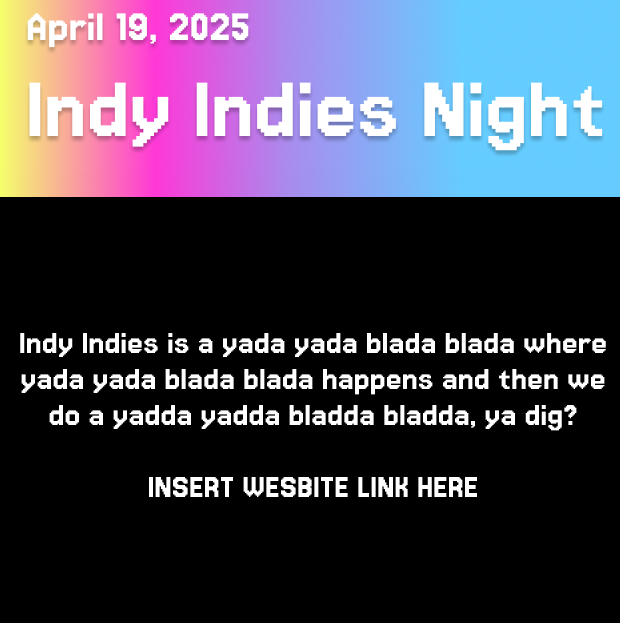 April 19, 2025
Indy Indies Night
Indy Indies is a yada yada blada blada where
yada yada blada blada happens and then we
do a yadda yadda bladda bladda, ya dig?
INSERT WESBITE LINK HERE